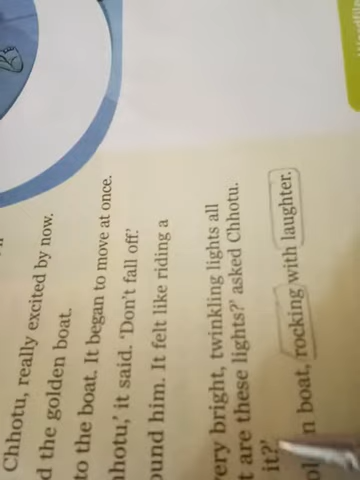 Chhotu, really excited by now.
d the golden boat.
to the boat. It began to move at once.
hhotu,' it said. 'Don't fall off.'
ound him. It felt like riding a
very bright, twinkling lights all
t are these lights?' asked Chhotu.
it?'
n boat, rocking with laughter.